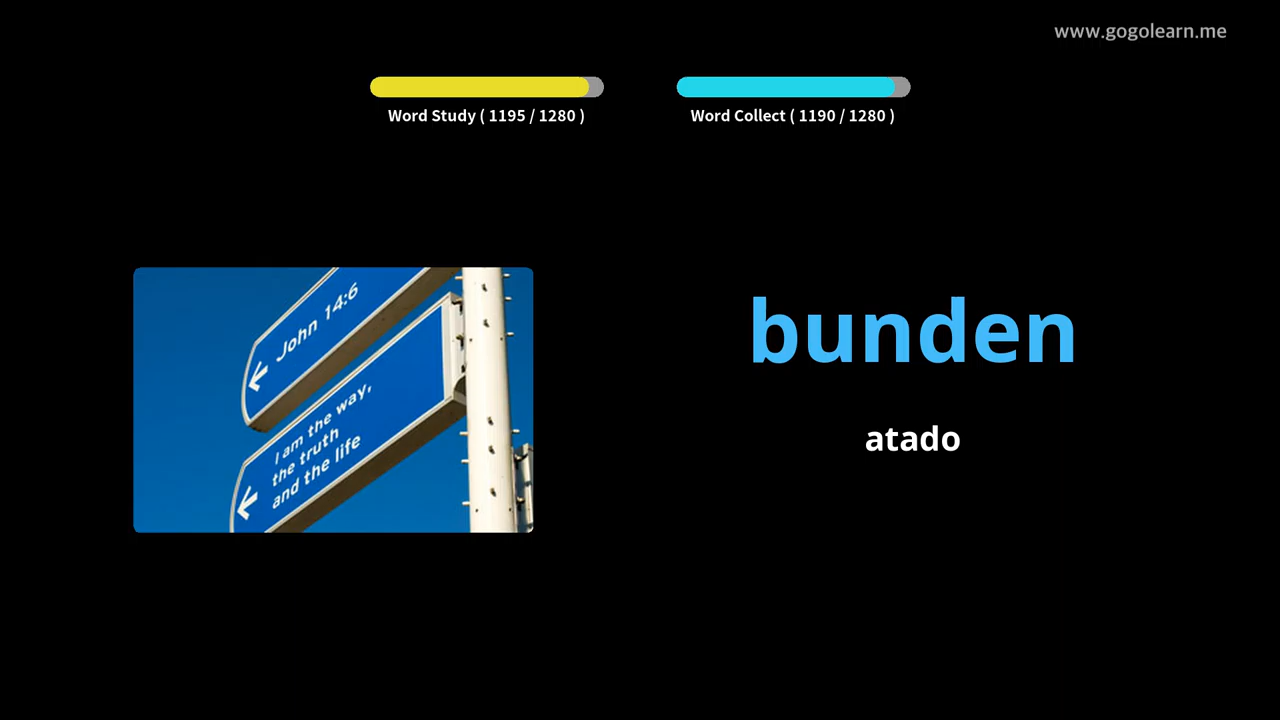 www.gogolearn.me
Word Study ( 1195 / 1280 )
Word Collect ( 1190 / 1280 )
John 14:6
I am the way,
the truth
and the life
bunden
atado